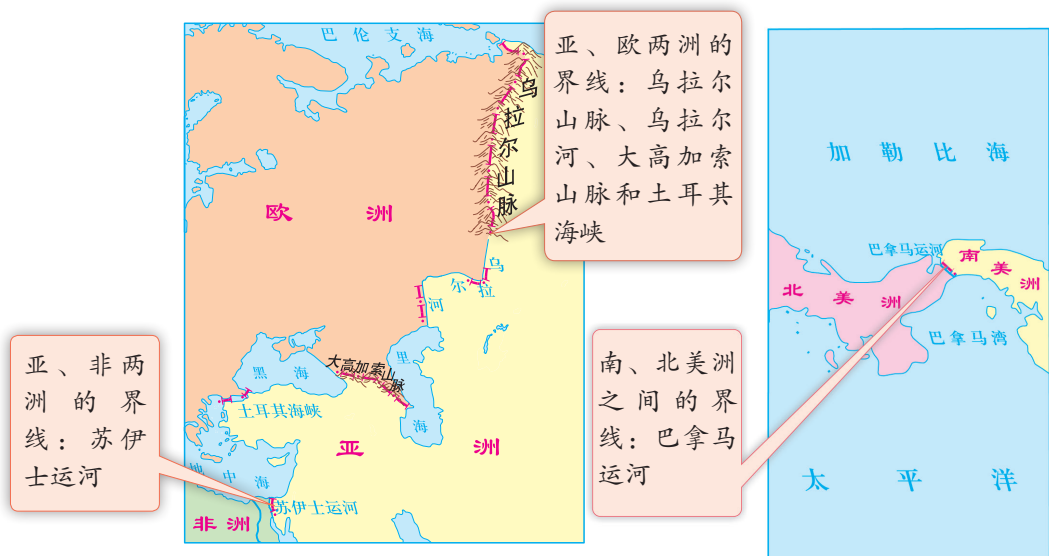 巴伦支海
乌拉尔山脉
欧洲
乌拉尔河
里海
黑海
大高加索山脉
土耳其海峡
亚洲
地中海
苏伊士运河
非洲
亚、欧两洲的
界线：乌拉尔
山脉、乌拉尔
河、大高加索
山脉和土耳其
海峡
亚、非两
洲的界
线：苏伊
士运河
加勒比海
巴拿马运河
南美洲
北美洲
巴拿马湾
太平洋
南、北美洲
之间的界
线：巴拿马
运河